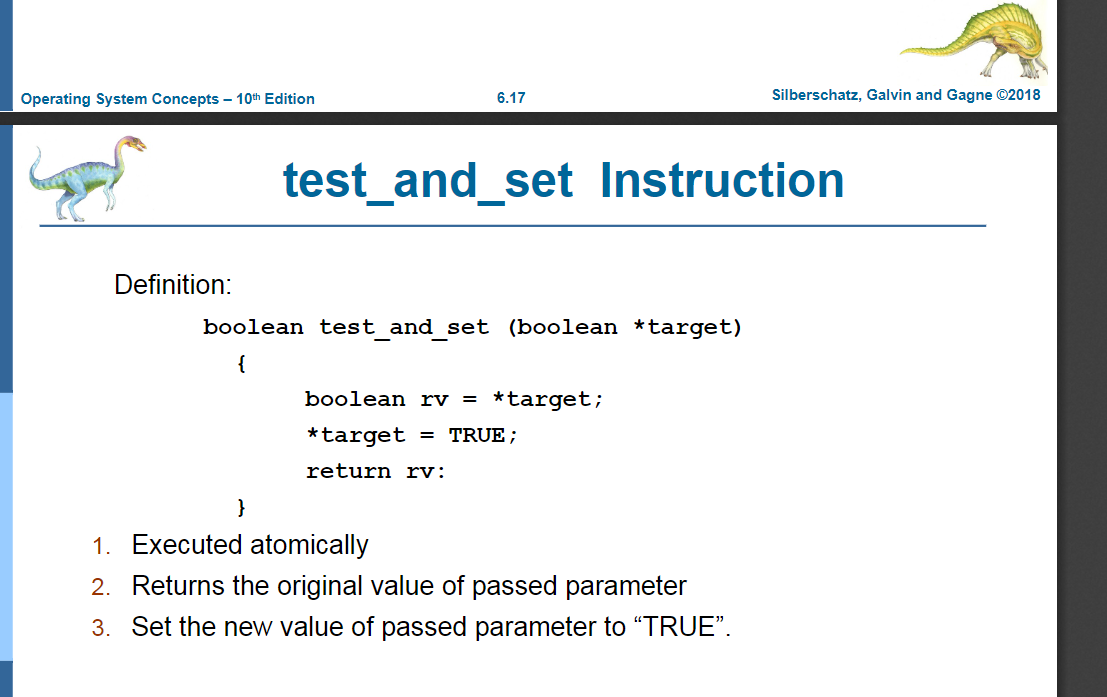 Operating System Concepts – 10th Edition 6.17 Silberschatz, Galvin and Gagne ©2018
test_and_set Instruction
Definition:
boolean test_and_set (boolean *target)
{
boolean rv = *target;
*target = TRUE;
return rv:
}
1. Executed atomically
2. Returns the original value of passed parameter
3. Set the new value of passed parameter to “TRUE”.